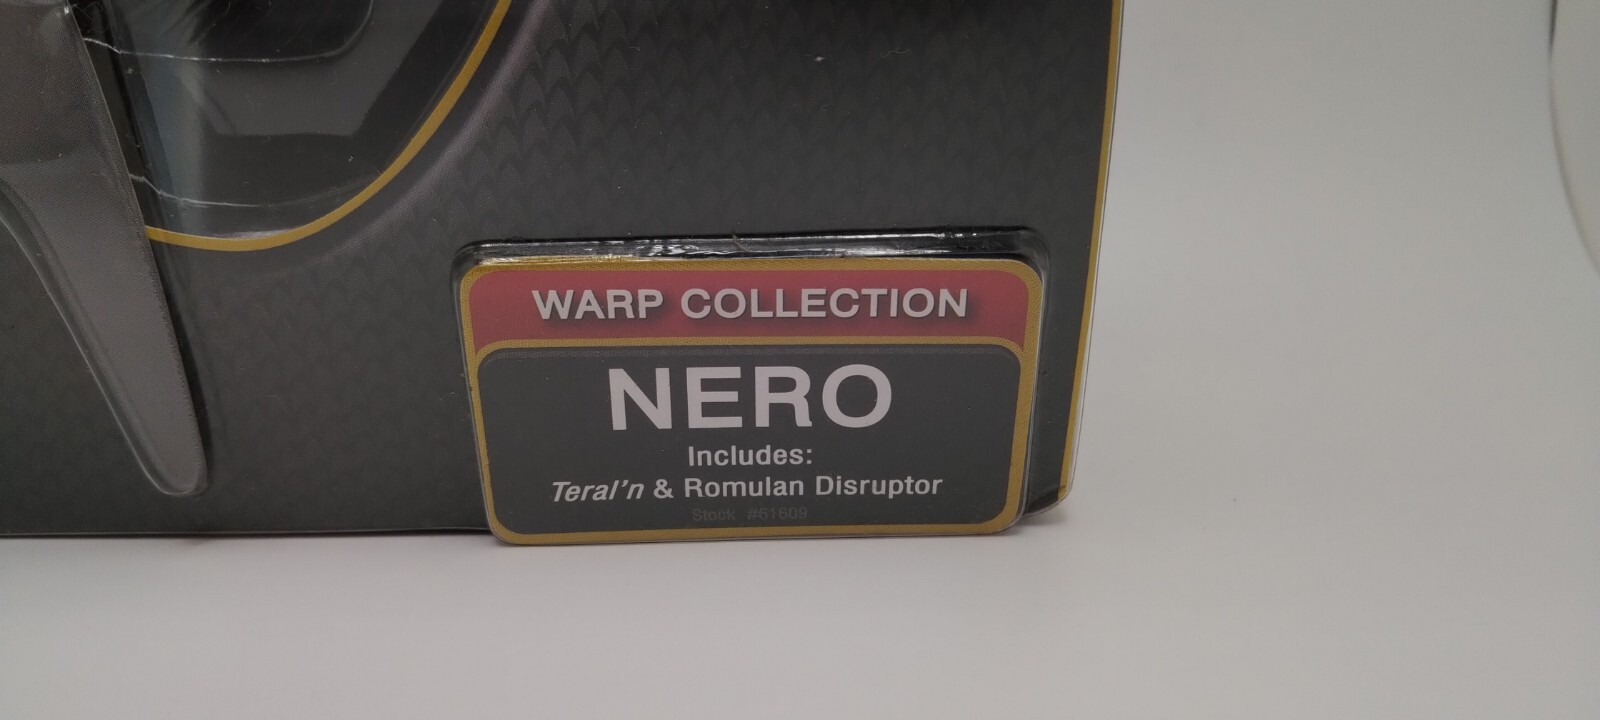 WARP COLLECTION
NERO
Includes:
Teral'n & Romulan Disruptor
Stock #61609